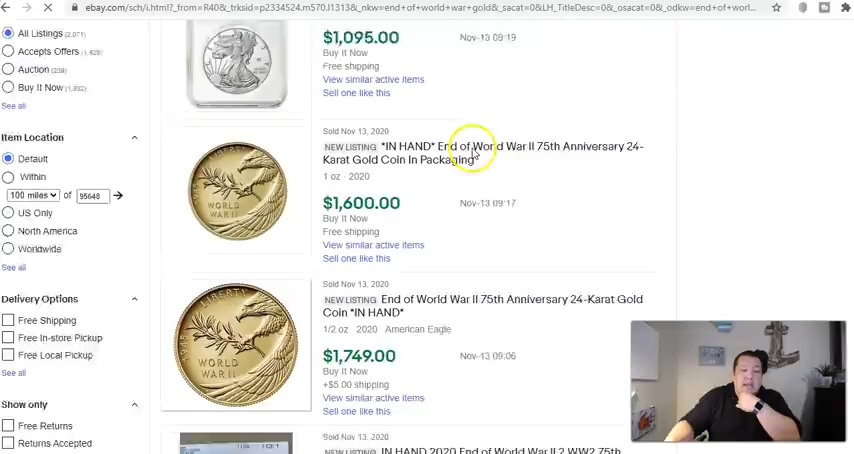 ebay.com/sch/i.html?_from=R40&_trksid=p2334524.m570.l1313&_nkw=end+of+world+war+gold&_sacat=0&LH_TitleDesc=0&_osacat=0&_odkw=end+of+worl...
All Listings (2,071)
Accepts Offers
Auction (239)
Buy It Now
See all
Item Location
Default
Within
100 miles of 95648
US Only
North America
Worldwide
See all
Delivery Options
Free Shipping
Free In-store Pickup
Free Local Pickup
See all
Show only
Free Returns
Returns Accepted
$1,095.00
Nov-13 09:19
Buy It Now
Free shipping
View similar active items
Sell one like this
Sold Nov 13, 2020
NEW LISTING *IN HAND* End of World War II 75th Anniversary 24-
Karat Gold Coin In Packaging
1 oz · 2020
$1,600.00
Nov-13 09:17
Buy It Now
Free shipping
View similar active items
Sell one like this
LIBERTY
1945
WORLD
WAR II
Sold Nov 13, 2020
NEW LISTING End of World War II 75th Anniversary 24-Karat Gold
Coin *IN HAND*
1/2 oz · 2020 · American Eagle
$1,749.00
Nov-13 09:06
Buy It Now
+$5.00 shipping
View similar active items
Sell one like this
LIBERTY
1945
WORLD
WAR II
Sold Nov 13, 2020
NEW LISTING IN HAND 2020 End of World War II 2 WW2 75th